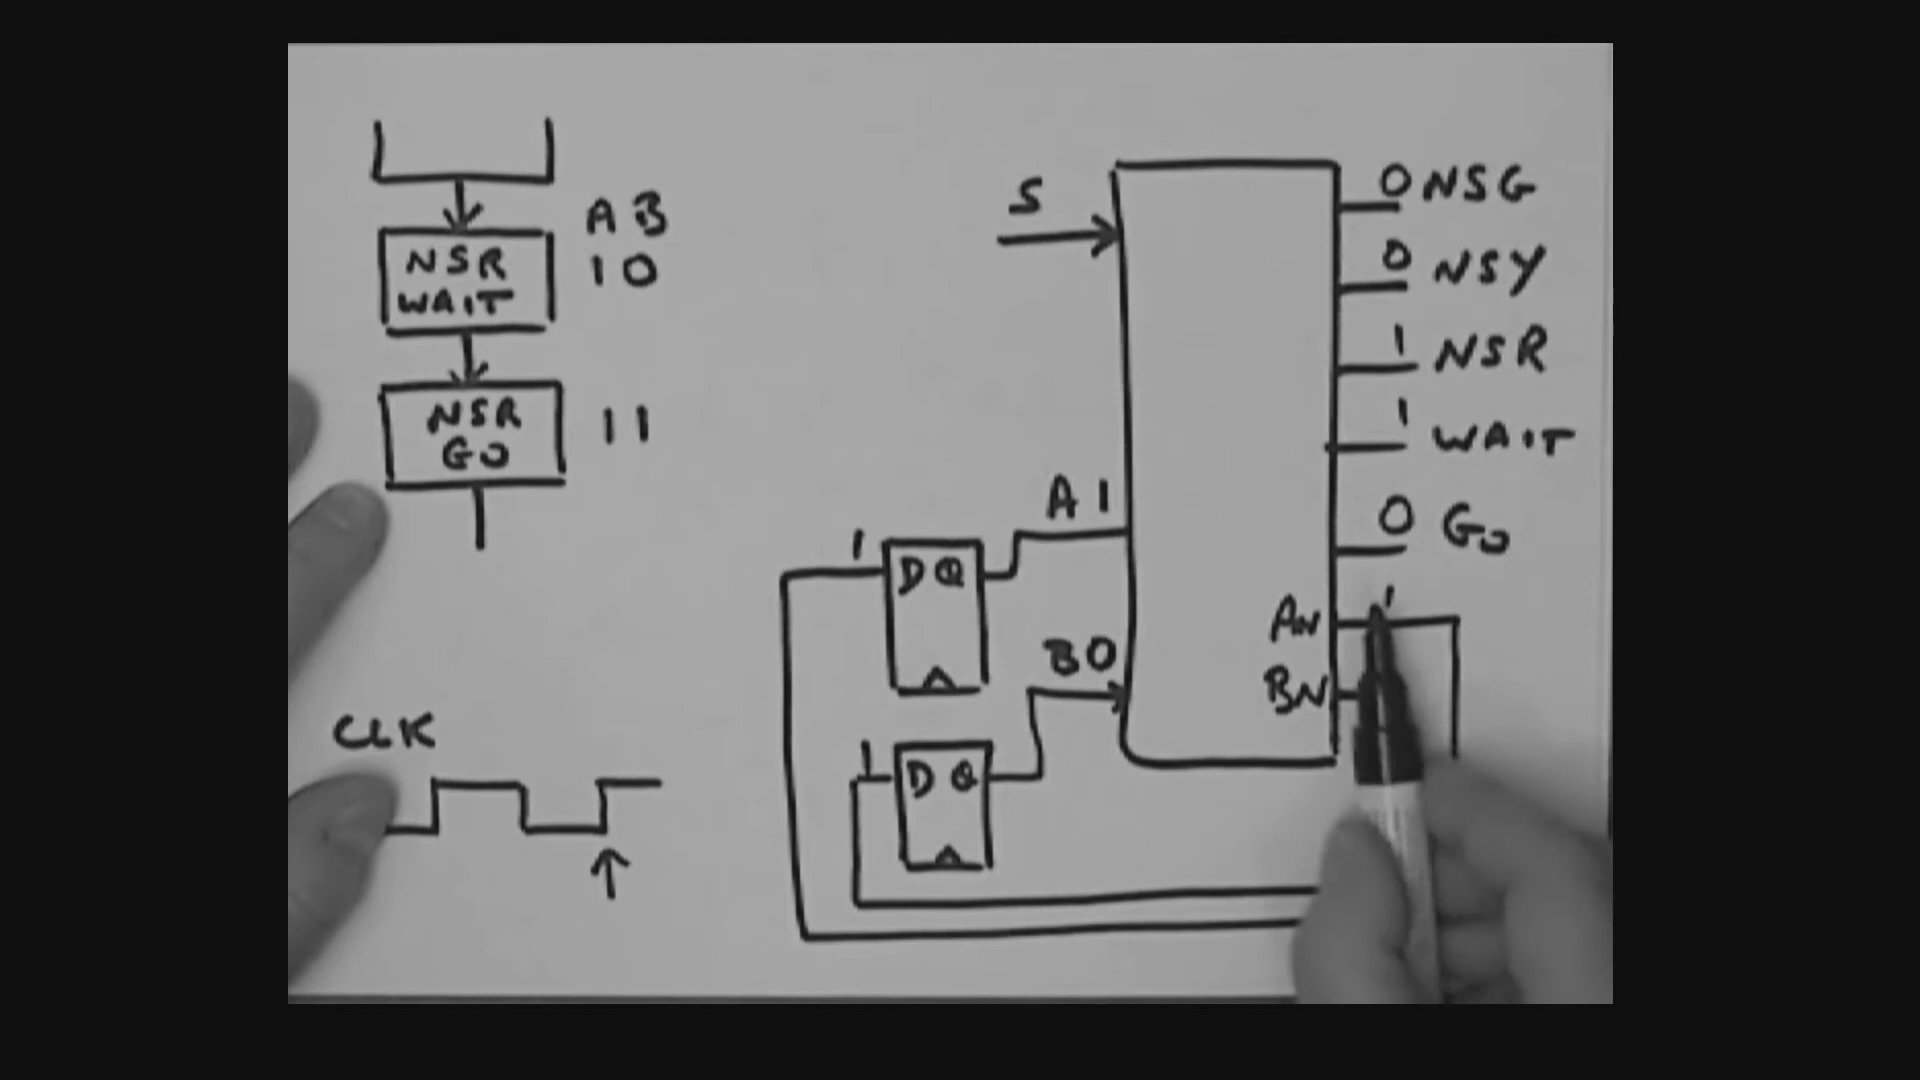 A B
NSR
WAIT
1 0
NSR
GO
1 1
CLK
S
A 1
B 0
1
D Q
1
D Q
0 NSG
0 NSY
1 NSR
1 WAIT
0 GO
AN 1
BN